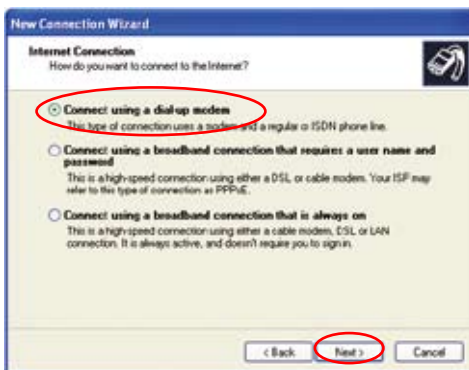 New Connection Wizard
Internet Connection
How do you want to connect to the Internet?
Connect using a dial-up modem
This type of connection uses a modem and a regular or ISDN phone line.
Connect using a broadband connection that requires a user name and
password
This is a high-speed connection using either a DSL or cable modem. Your ISP may
refer to this type of connection as PPPoE.
Connect using a broadband connection that is always on
This is a high-speed connection using either a cable modem, DSL or LAN
connection. It is always active, and doesn't require you to sign in.
< Back
Next >
Cancel